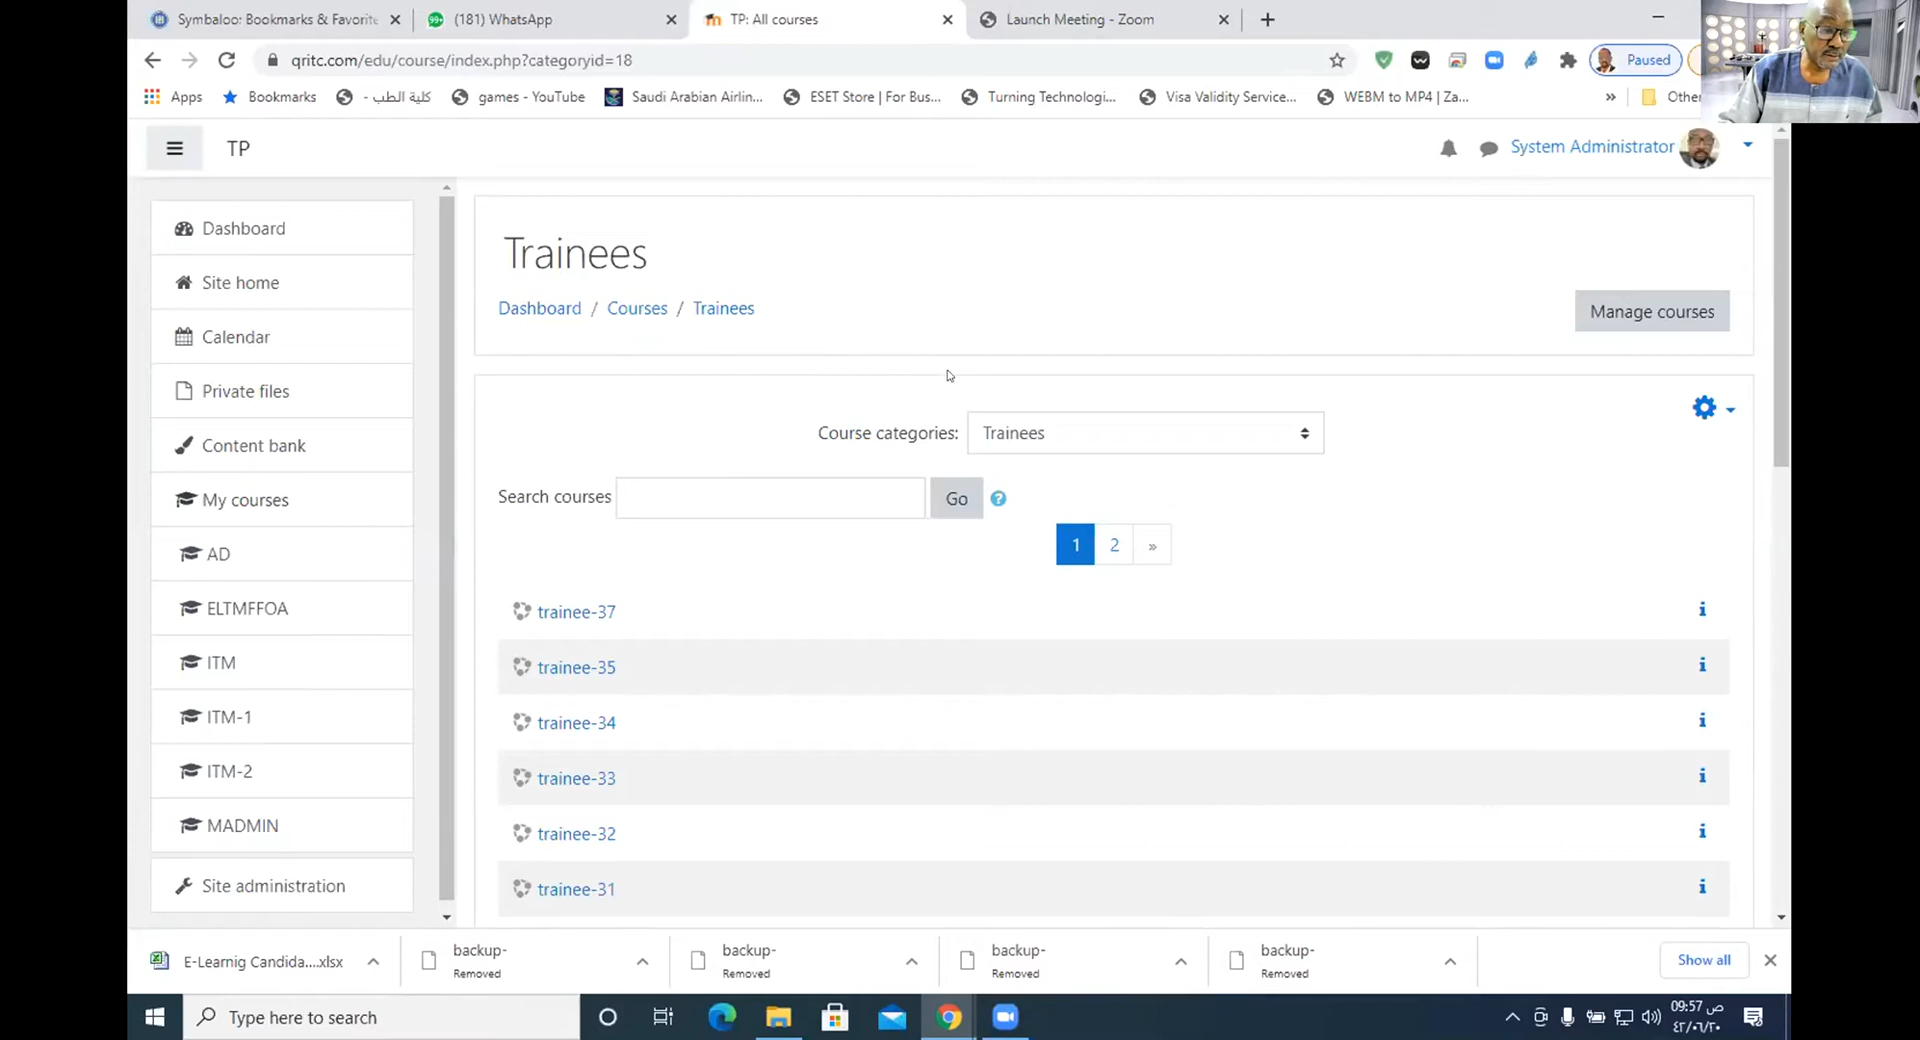 Symbaloo: Bookmarks & Favorite
99+ (181) WhatsApp
TP: All courses
Launch Meeting - Zoom
qritc.com/edu/course/index.php?categoryid=18
Paused
Apps
Bookmarks
كلية الطب -
games - YouTube
Saudi Arabian Airlin...
ESET Store | For Bus...
Turning Technologi...
Visa Validity Service...
WEBM to MP4 | Za...
»
Other
TP
System Administrator
Dashboard
Site home
Calendar
Private files
Content bank
My courses
AD
ELTMFFOA
ITM
ITM-1
ITM-2
MADMIN
Site administration
Trainees
Dashboard / Courses / Trainees
Manage courses
Course categories: Trainees
Search courses
Go
1 2 »
trainee-37
trainee-35
trainee-34
trainee-33
trainee-32
trainee-31
E-Learnig Candida....xlsx
backup-
Removed
backup-
Removed
backup-
Removed
backup-
Removed
Show all
Type here to search
09:57 ص
٤٢/٠٦/٢٠